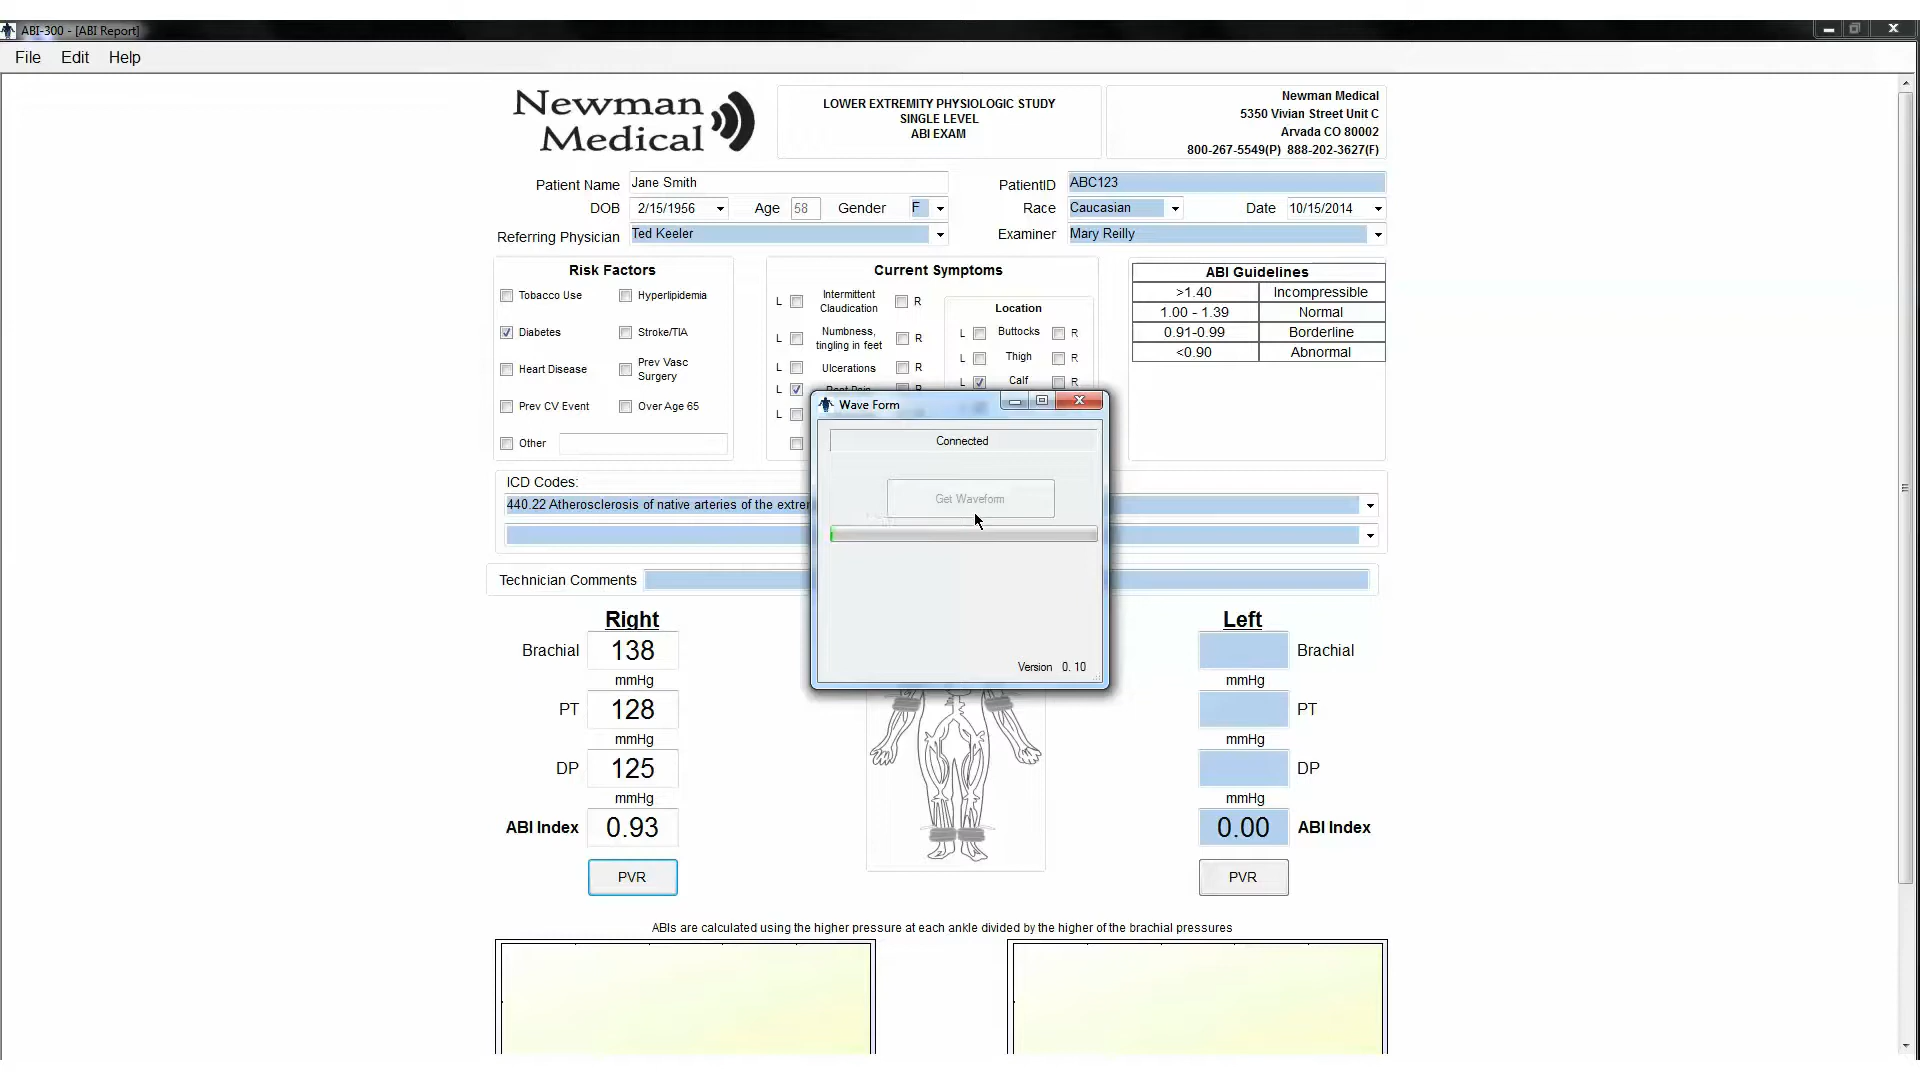 ABI-300 - [ABI Report]
File Edit Help
Newman
Medical
LOWER EXTREMITY PHYSIOLOGIC STUDY
SINGLE LEVEL
ABI EXAM
Newman Medical
5350 Vivian Street Unit C
Arvada CO 80002
800-267-5549(P) 888-202-3627(F)
Patient Name Jane Smith
PatientID ABC123
DOB 2/15/1956 Age 58 Gender F
Race Caucasian Date 10/15/2014
Referring Physician Ted Keeler
Examiner Mary Reilly
Risk Factors
Tobacco Use Hyperlipidemia
Diabetes Stroke/TIA
Heart Disease Prev Vasc
Surgery
Prev CV Event Over Age 65
Other
Current Symptoms
L Intermittent
Claudication R
L Numbness,
tingling in feet R
L Ulcerations R
L
L
Location
L Buttocks R
L Thigh R
L Calf R
ABI Guidelines
>1.40 Incompressible
1.00 - 1.39 Normal
0.91-0.99 Borderline
<0.90 Abnormal
Wave Form
Connected
Get Waveform
Version 0. 10
ICD Codes:
440.22 Atherosclerosis of native arteries of the
Technician Comments
Right
Brachial 138
mmHg
PT 128
mmHg
DP 125
mmHg
ABI Index 0.93
PVR
Left
Brachial
mmHg
PT
mmHg
DP
mmHg
0.00 ABI Index
PVR
ABIs are calculated using the higher pressure at each ankle divided by the higher of the brachial pressures